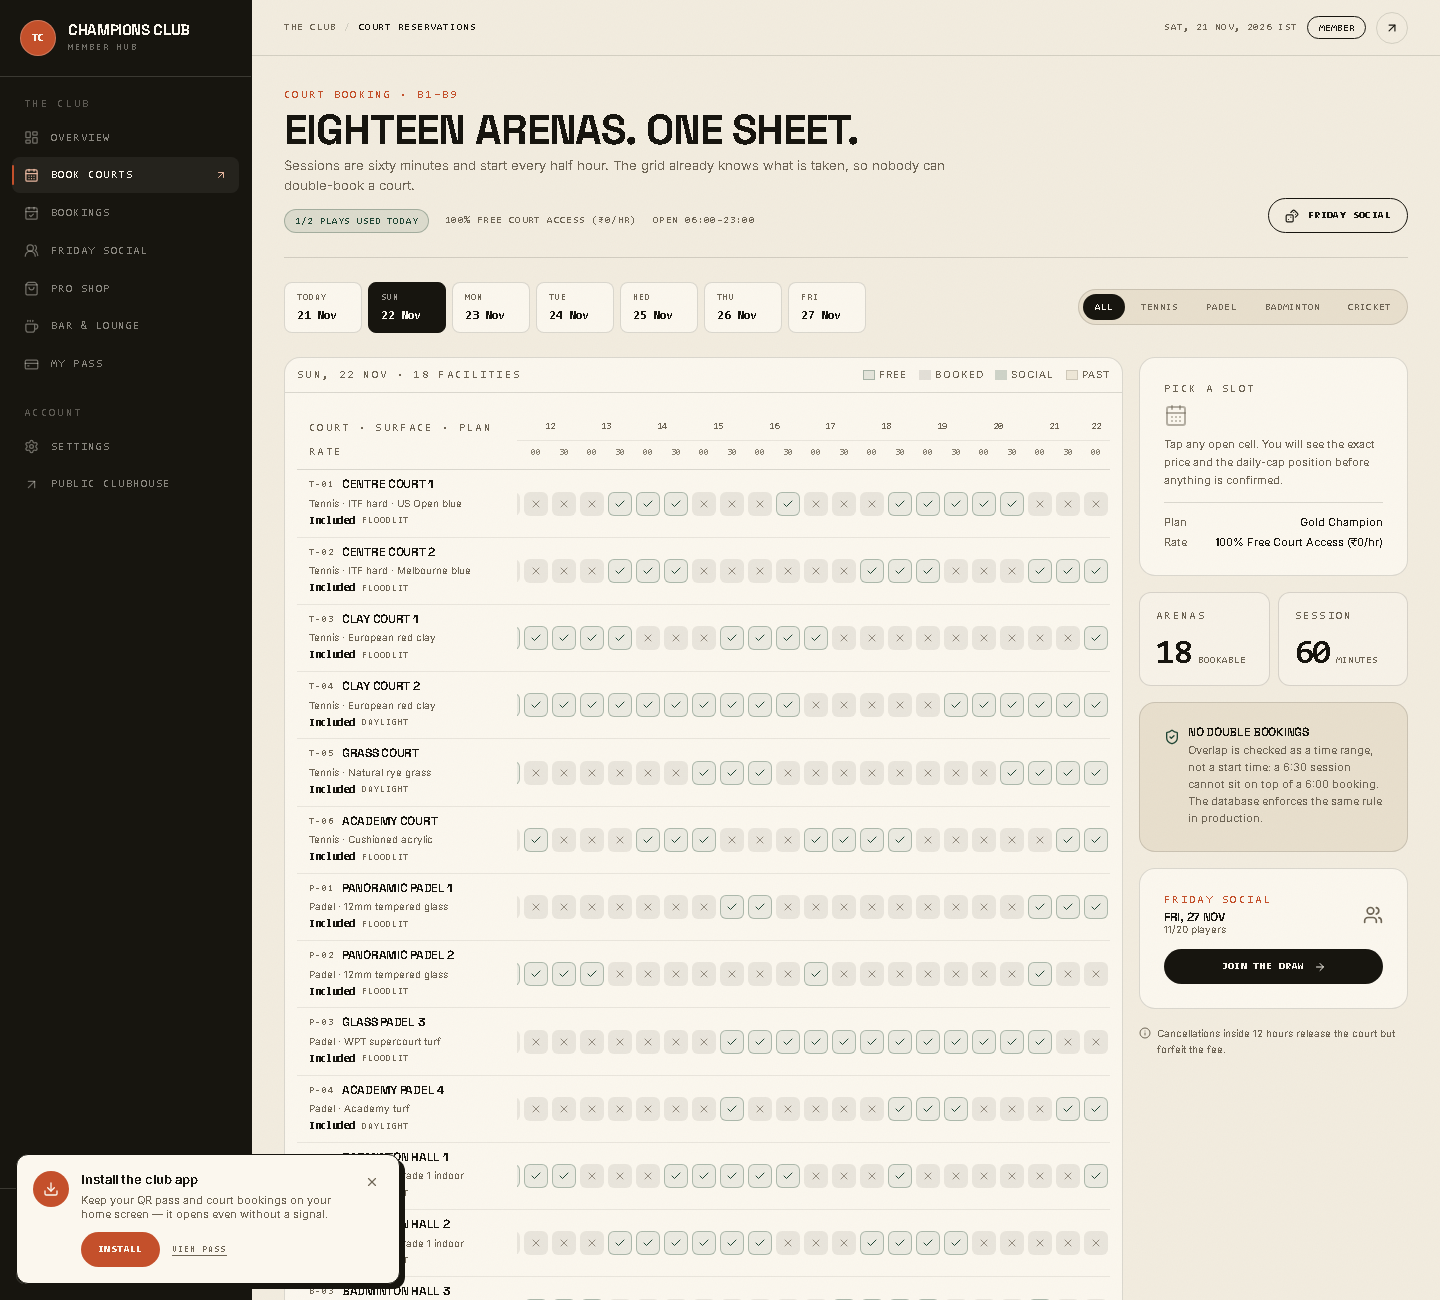 TC
CHAMPIONS CLUB
MEMBER HUB
THE CLUB
OVERVIEW
BOOK COURTS
BOOKINGS
FRIDAY SOCIAL
PRO SHOP
BAR & LOUNGE
MY PASS
ACCOUNT
SETTINGS
PUBLIC CLUBHOUSE
THE CLUB / COURT RESERVATIONS
SAT, 21 NOV, 2026 IST
MEMBER
COURT BOOKING · B1–B9
EIGHTEEN ARENAS. ONE SHEET.
Sessions are sixty minutes and start every half hour. The grid already knows what is taken, so nobody can
double-book a court.
1/2 PLAYS USED TODAY
100% FREE COURT ACCESS (₹0/HR)
OPEN 06:00–23:00
FRIDAY SOCIAL
TODAY
21 Nov
SUN
22 Nov
MON
23 Nov
TUE
24 Nov
WED
25 Nov
THU
26 Nov
FRI
27 Nov
ALL
TENNIS
PADEL
BADMINTON
CRICKET
SUN, 22 NOV · 18 FACILITIES
FREE
BOOKED
SOCIAL
PAST
COURT · SURFACE · PLAN
RATE
12 13 14 15 16 17 18 19 20 21 22
00 30 00 30 00 30 00 30 00 30 00 30 00 30 00 30 00 30 00 30 00
T-01 CENTRE COURT 1
Tennis · ITF hard · US Open blue
Included FLOODLIT
T-02 CENTRE COURT 2
Tennis · ITF hard · Melbourne blue
Included FLOODLIT
T-03 CLAY COURT 1
Tennis · European red clay
Included FLOODLIT
T-04 CLAY COURT 2
Tennis · European red clay
Included DAYLIGHT
T-05 GRASS COURT
Tennis · Natural rye grass
Included DAYLIGHT
T-06 ACADEMY COURT
Tennis · Cushioned acrylic
Included FLOODLIT
P-01 PANORAMIC PADEL 1
Padel · 12mm tempered glass
Included FLOODLIT
P-02 PANORAMIC PADEL 2
Padel · 12mm tempered glass
Included FLOODLIT
P-03 GLASS PADEL 3
Padel · WPT supercourt turf
Included FLOODLIT
P-04 ACADEMY PADEL 4
Padel · Academy turf
Included DAYLIGHT
HALL 1
indoor
HALL 2
indoor
B-03 BADMINTON HALL 3
PICK A SLOT
Tap any open cell. You will see the exact
price and the daily-cap position before
anything is confirmed.
Plan Gold Champion
Rate 100% Free Court Access (₹0/hr)
ARENAS
18 BOOKABLE
SESSION
60 MINUTES
NO DOUBLE BOOKINGS
Overlap is checked as a time range,
not a start time: a 6:30 session
cannot sit on top of a 6:00 booking.
The database enforces the same rule
in production.
FRIDAY SOCIAL
FRI, 27 NOV
11/20 players
JOIN THE DRAW
Cancellations inside 12 hours release the court but
forfeit the fee.
Install the club app
Keep your QR pass and court bookings on your
home screen — it opens even without a signal.
INSTALL
VIEW PASS